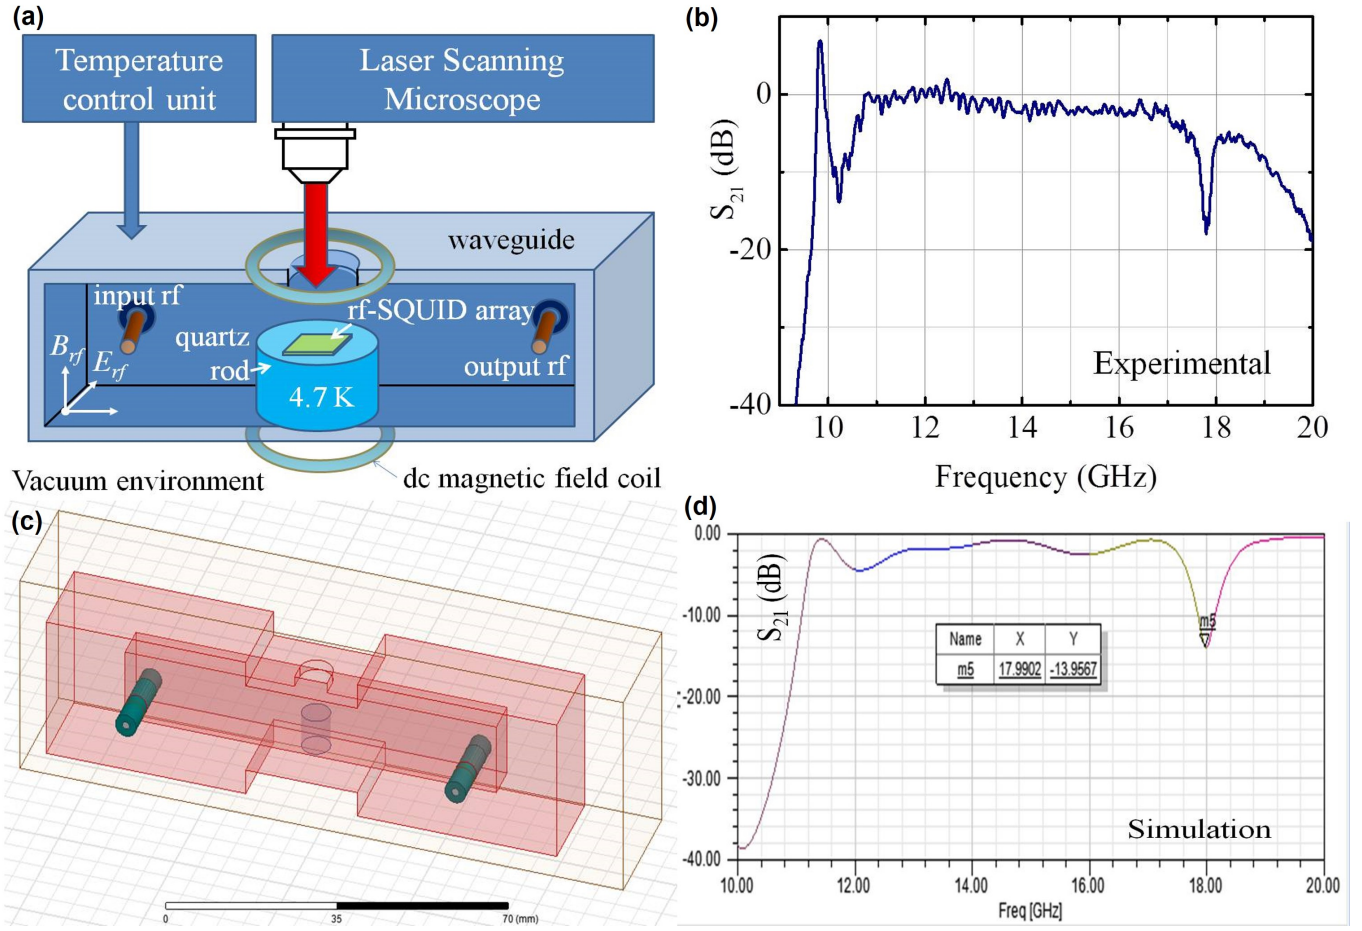 (a)
Temperature
control unit
Laser Scanning
Microscope
waveguide
input rf
rf-SQUID array
quartz
rod
output rf
B_rf
E_rf
4.7 K
Vacuum environment
dc magnetic field coil
(b)
0
-20
-40
S_21 (dB)
Experimental
10 12 14 16 18 20
Frequency (GHz)
(c)
0 35 70 (mm)
(d)
0.00
-10.00
-20.00
-30.00
-40.00
S_21 (dB)
m5
Name X Y
m5 17.9902 -13.9567
Simulation
10.00 12.00 14.00 16.00 18.00 20.00
Freq [GHz]